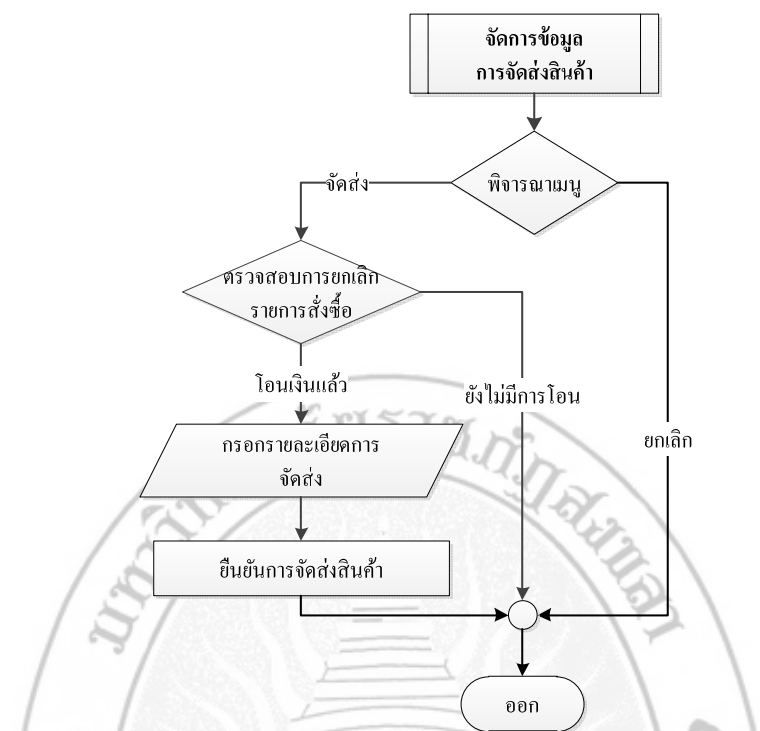 จัดการข้อมูล
การจัดส่งสินค้า
พิจารณาเมนู
จัดส่ง
ตรวจสอบการยกเลิก
รายการสั่งซื้อ
โอนเงินแล้ว
ยังไม่มีการโอน
ยกเลิก
กรอกรายละเอียดการ
จัดส่ง
ยืนยันการจัดส่งสินค้า
ออก